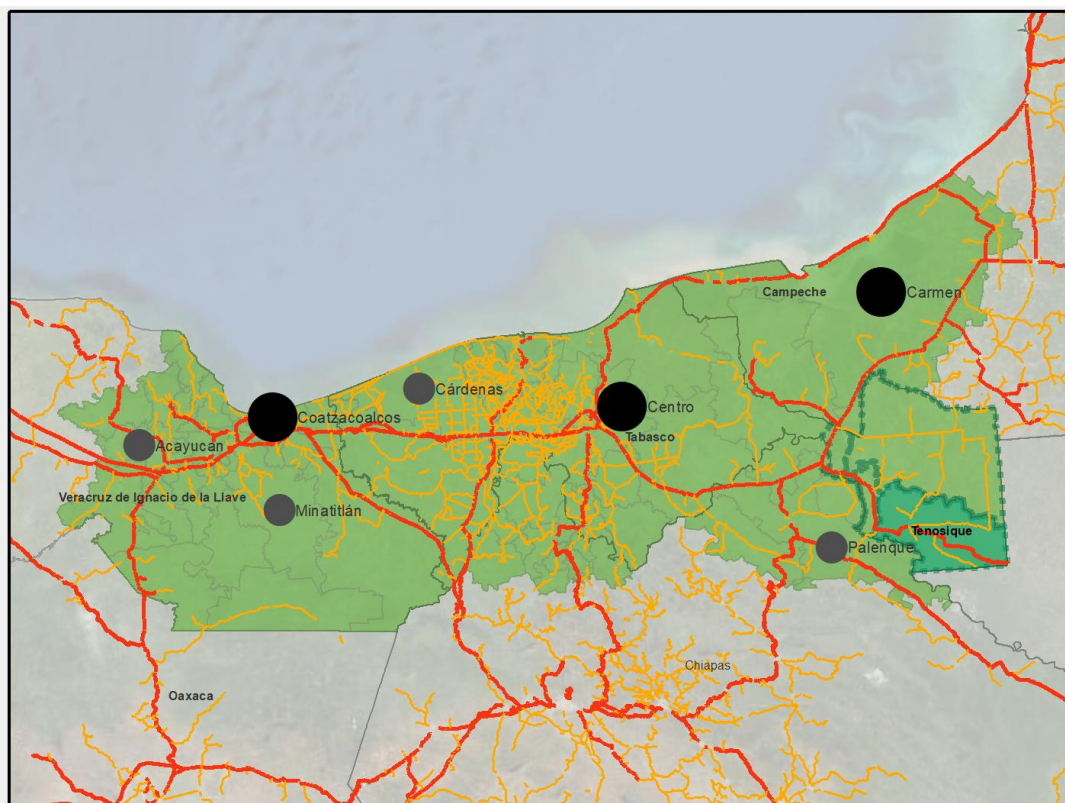 Campeche
Carmen
Cárdenas
Coatzacoalcos
Centro
Tabasco
Acayucan
Veracruz de Ignacio de la Llave
Minatitlán
Tenosique
Palenque
Chiapas
Oaxaca